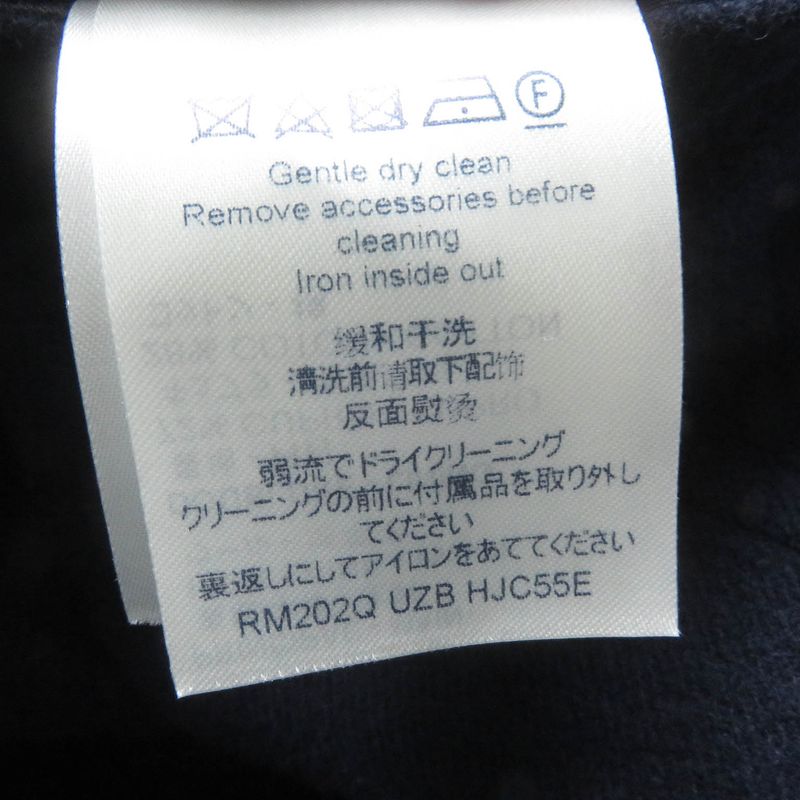 F
Gentle dry clean
Remove accessories before
cleaning
Iron inside out
缓和干洗
清洗前请取下配饰
反面熨烫
弱流でドライクリーニング
クリーニングの前に付属品を取り外し
てください
裏返しにしてアイロンをあててください
RM202Q UZB HJC55E